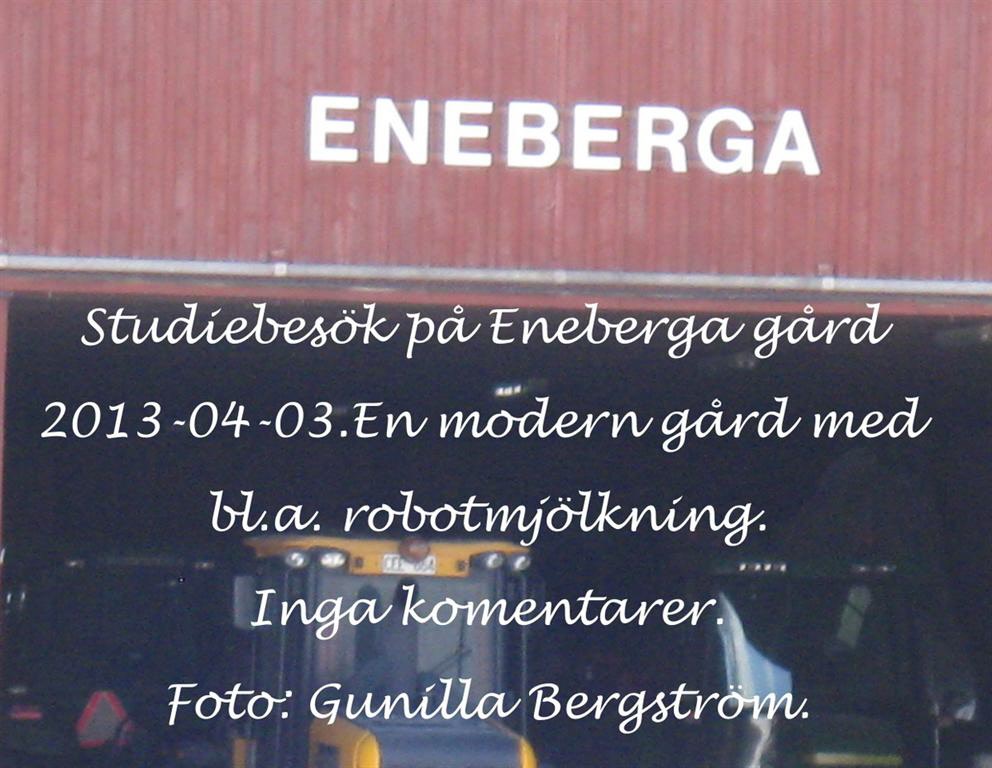 ENEBERGA
Studiebesök på Eneberga gård
2013-04-03.En modern gård med
bl.a. robotmjölkning.
Inga komentarer.
Foto: Gunilla Bergström.